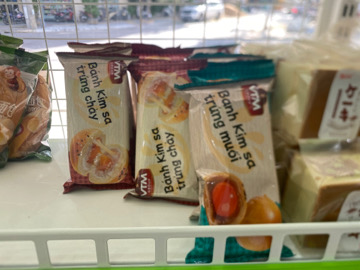 VTM
Bánh Kim sa
trứng chảy
VTM
Bánh Kim sa
trứng chảy
VTM
Bánh Kim sa
trứng muối